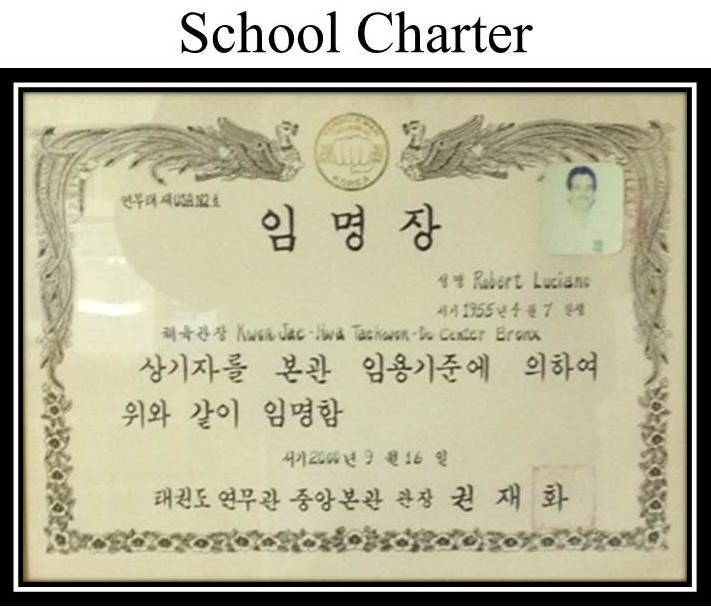 School Charter
KOREA
연무대 제USA N2호
임명장
성명 Robert Luciano
서기 1955년 4월 7일생
체육관장 Kwon Jae-Hwa Taekwon-Do Center Bronx
상기자를 본관 임용기준에 의하여
위와 같이 임명함
서기 2000년 9월 16일
태권도 연무관 중앙본관 관장 권재화